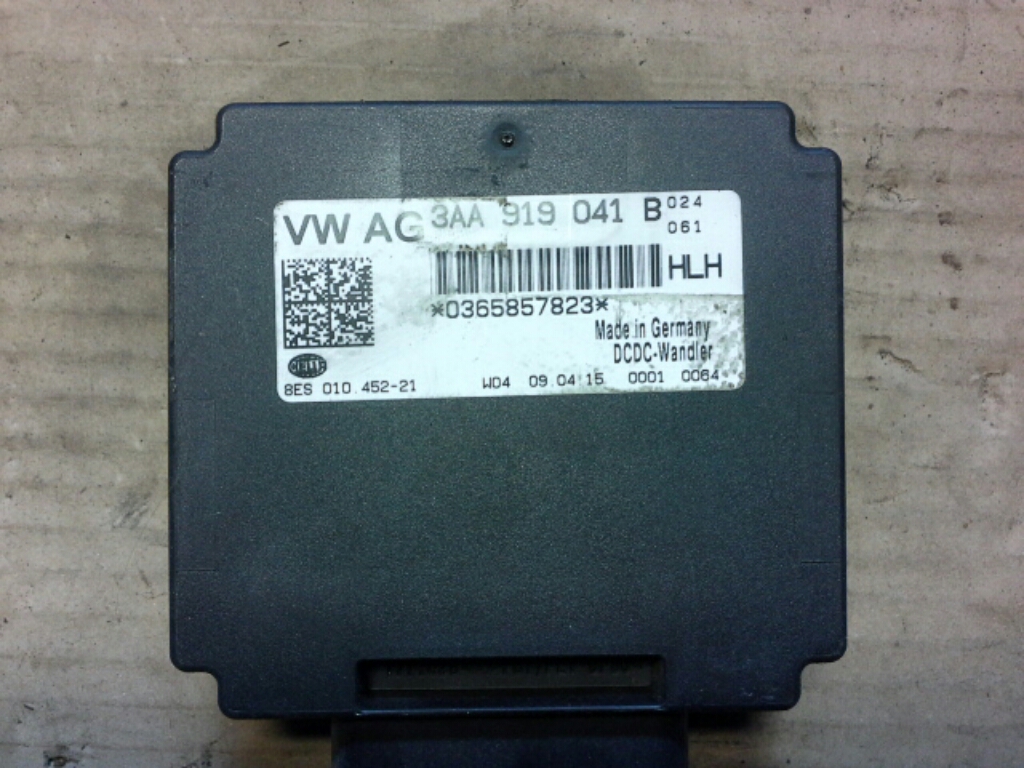 VW AG 3AA 919 041 B 024
061
HLH
*0365857823*
Made in Germany
DCDC-Wandler
HELLA
8ES 010.452-21 WD4 09.04.15 0001 0064